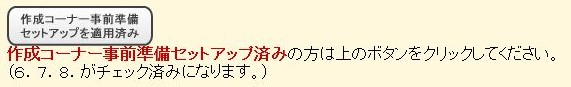 作成コーナー事前準備
セットアップを適用済み
作成コーナー事前準備セットアップ済みの方は上のボタンをクリックしてください。
(6．7．8．がチェック済みになります。)